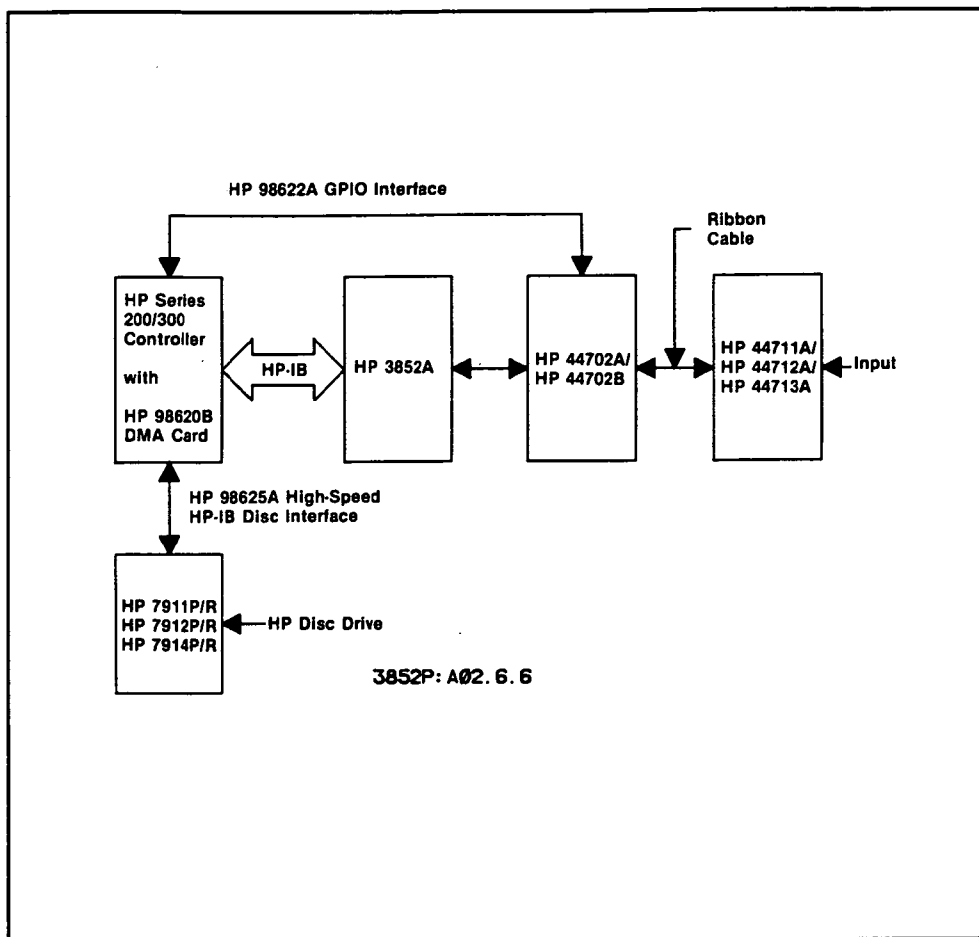 HP 98622A GPIO Interface
Ribbon
Cable
HP Series
200/300
Controller
with
HP 98620B
DMA Card
HP-IB
HP 3852A
HP 44702A/
HP 44702B
HP 44711A/
HP 44712A/
HP 44713A
Input
HP 98625A High-Speed
HP-IB Disc Interface
HP 7911P/R
HP 7912P/R
HP 7914P/R
HP Disc Drive
3852P: AØ2.6.6